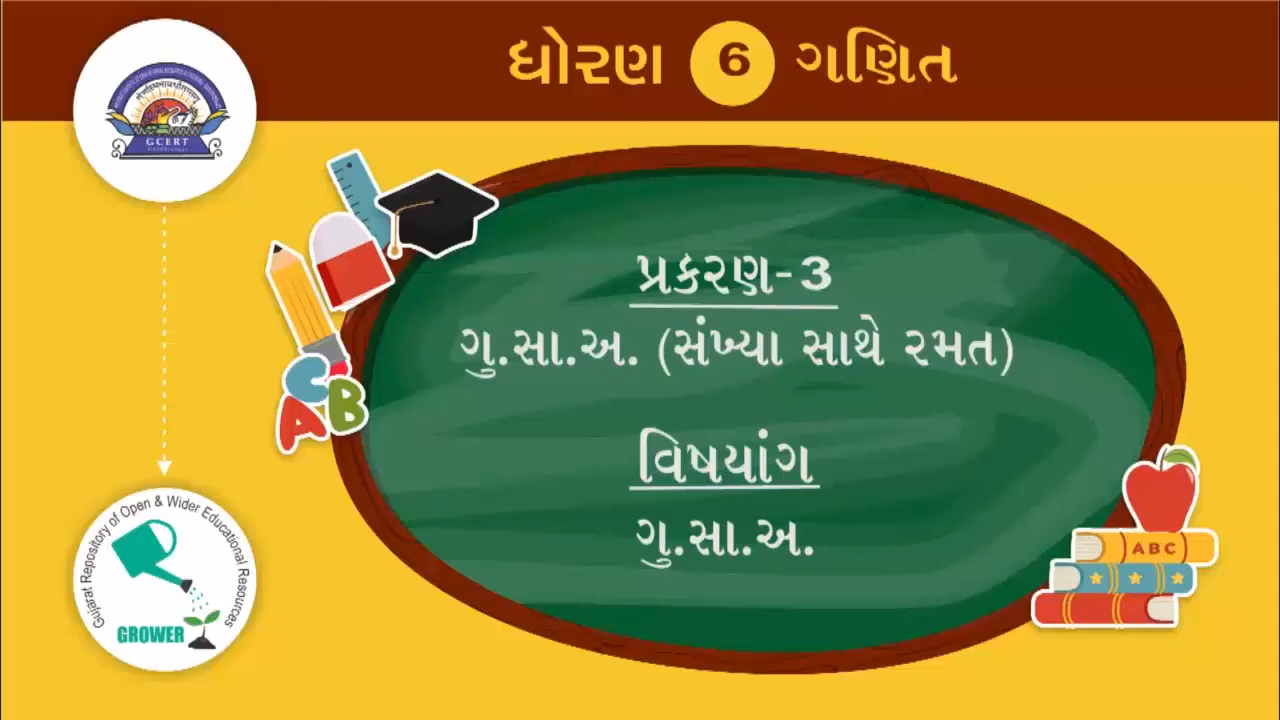 ધોરણ 6 ગણિત
GCERT
પ્રકરણ-3
ગુ.સા.અ. (સંખ્યા સાથે રમત)
વિષયાંગ
ગુ.સા.અ.
C
A B
ABC
Gujarat Repository of Open & Wider Educational Resources
GROWER